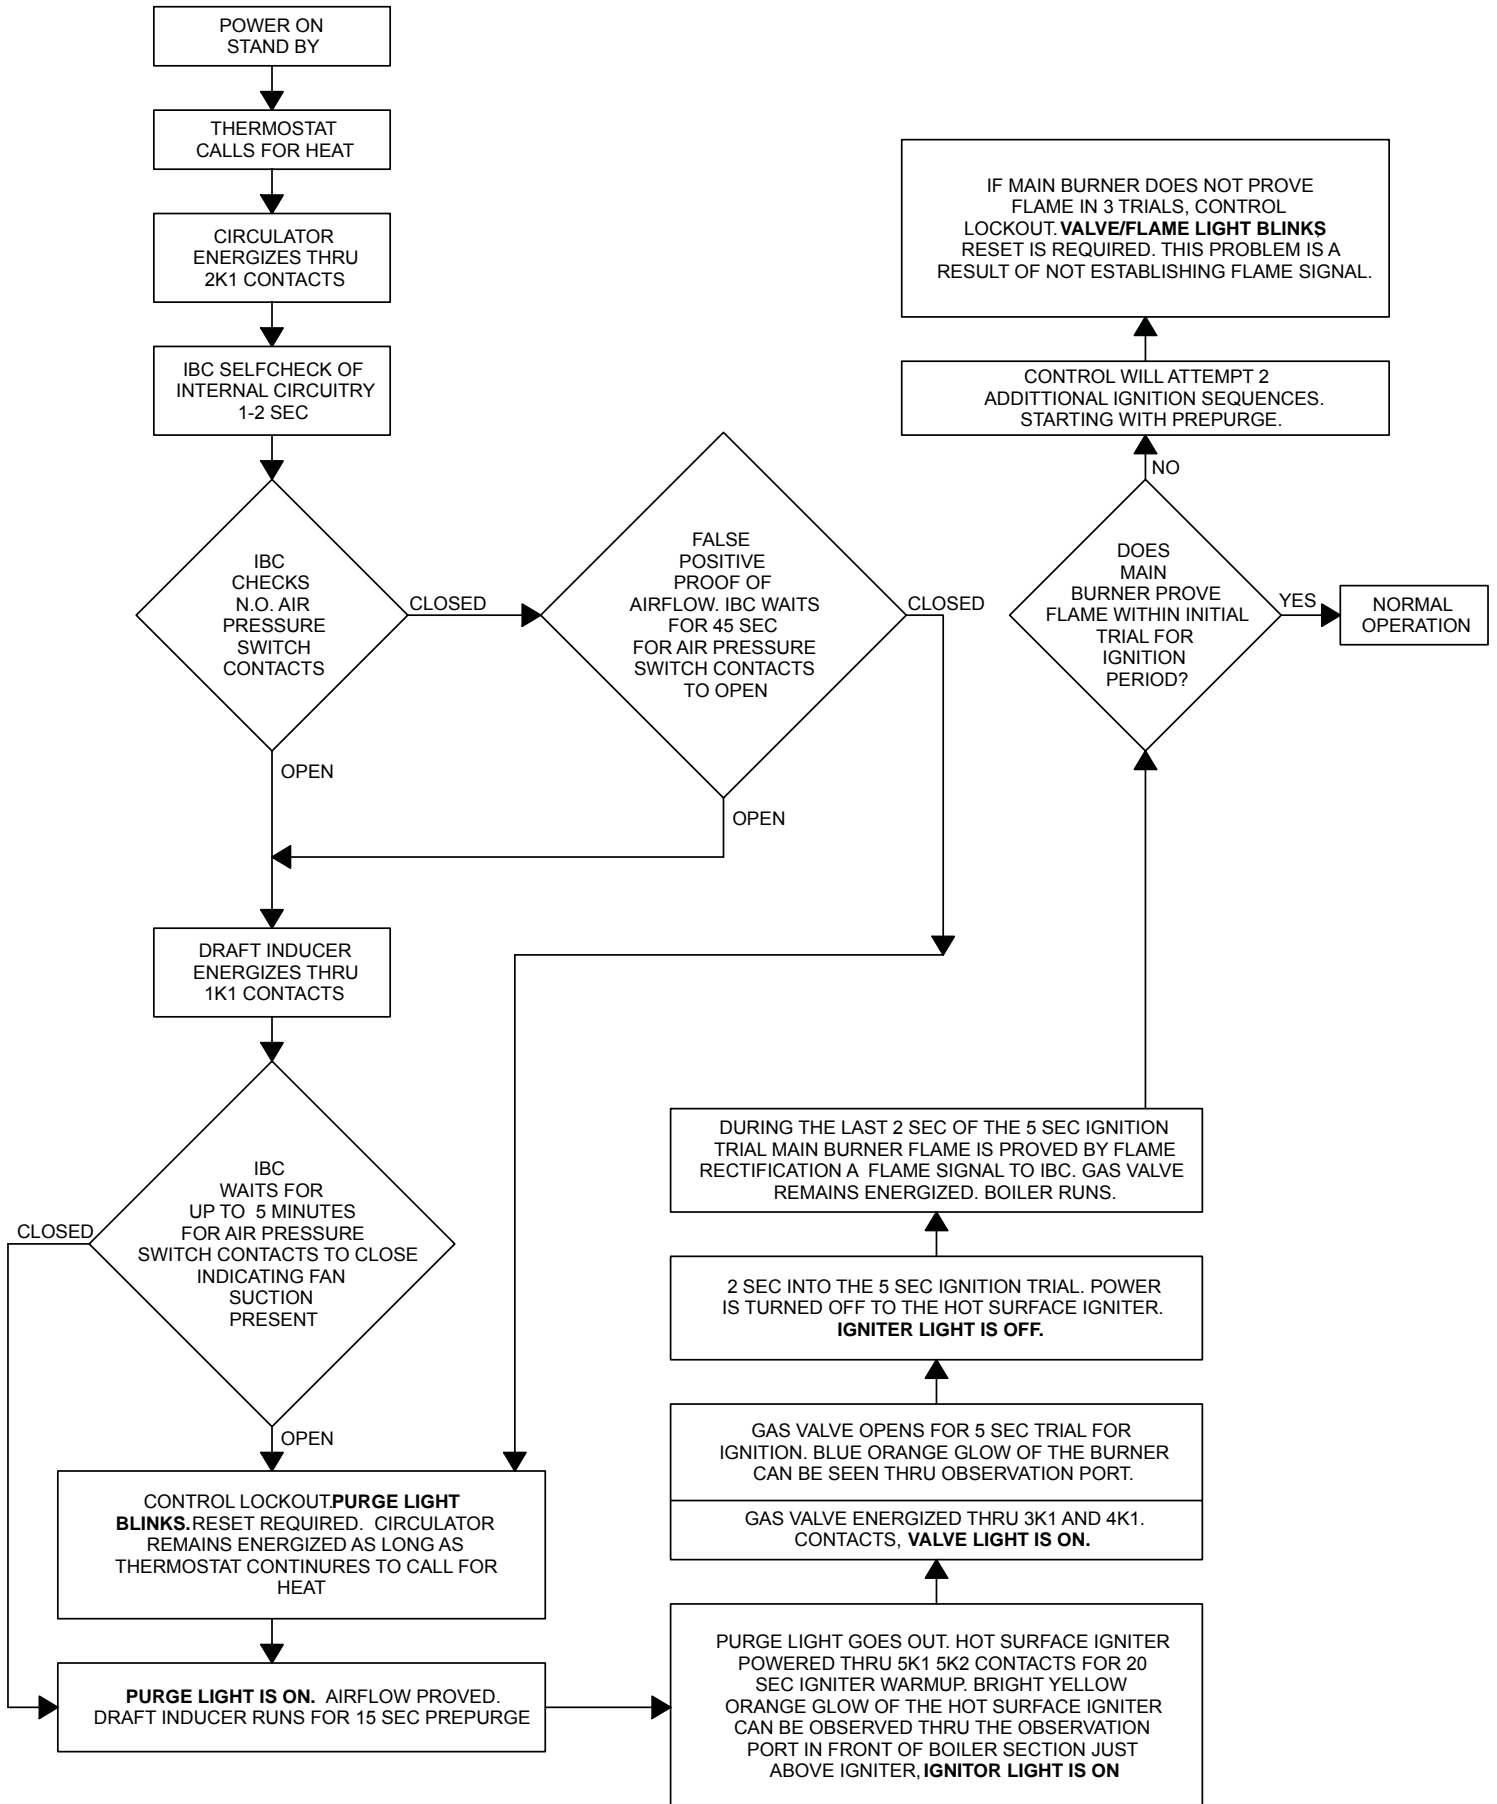 POWER ON
STAND BY
THERMOSTAT
CALLS FOR HEAT
CIRCULATOR
ENERGIZES THRU
2K1 CONTACTS
IBC SELFCHECK OF
INTERNAL CIRCUITRY
1-2 SEC
IBC
CHECKS
N.O. AIR
PRESSURE
SWITCH
CONTACTS
CLOSED
OPEN
FALSE
POSITIVE
PROOF OF
AIRFLOW. IBC WAITS
FOR 45 SEC
FOR AIR PRESSURE
SWITCH CONTACTS
TO OPEN
CLOSED
OPEN
DRAFT INDUCER
ENERGIZES THRU
1K1 CONTACTS
IBC
WAITS FOR
UP TO 5 MINUTES
FOR AIR PRESSURE
SWITCH CONTACTS TO CLOSE
INDICATING FAN
SUCTION
PRESENT
CLOSED
OPEN
CONTROL LOCKOUT.PURGE LIGHT
BLINKS.RESET REQUIRED. CIRCULATOR
REMAINS ENERGIZED AS LONG AS
THERMOSTAT CONTINURES TO CALL FOR
HEAT
PURGE LIGHT IS ON. AIRFLOW PROVED.
DRAFT INDUCER RUNS FOR 15 SEC PREPURGE
PURGE LIGHT GOES OUT. HOT SURFACE IGNITER
POWERED THRU 5K1 5K2 CONTACTS FOR 20
SEC IGNITER WARMUP. BRIGHT YELLOW
ORANGE GLOW OF THE HOT SURFACE IGNITER
CAN BE OBSERVED THRU THE OBSERVATION
PORT IN FRONT OF BOILER SECTION JUST
ABOVE IGNITER, IGNITOR LIGHT IS ON
GAS VALVE OPENS FOR 5 SEC TRIAL FOR
IGNITION. BLUE ORANGE GLOW OF THE BURNER
CAN BE SEEN THRU OBSERVATION PORT.
GAS VALVE ENERGIZED THRU 3K1 AND 4K1.
CONTACTS, VALVE LIGHT IS ON.
2 SEC INTO THE 5 SEC IGNITION TRIAL. POWER
IS TURNED OFF TO THE HOT SURFACE IGNITER.
IGNITER LIGHT IS OFF.
DURING THE LAST 2 SEC OF THE 5 SEC IGNITION
TRIAL MAIN BURNER FLAME IS PROVED BY FLAME
RECTIFICATION A FLAME SIGNAL TO IBC. GAS VALVE
REMAINS ENERGIZED. BOILER RUNS.
DOES
MAIN
BURNER PROVE
FLAME WITHIN INITIAL
TRIAL FOR
IGNITION
PERIOD?
YES
NORMAL
OPERATION
NO
CONTROL WILL ATTEMPT 2
ADDITTIONAL IGNITION SEQUENCES.
STARTING WITH PREPURGE.
IF MAIN BURNER DOES NOT PROVE
FLAME IN 3 TRIALS, CONTROL
LOCKOUT. VALVE/FLAME LIGHT BLINKS,
RESET IS REQUIRED. THIS PROBLEM IS A
RESULT OF NOT ESTABLISHING FLAME SIGNAL.